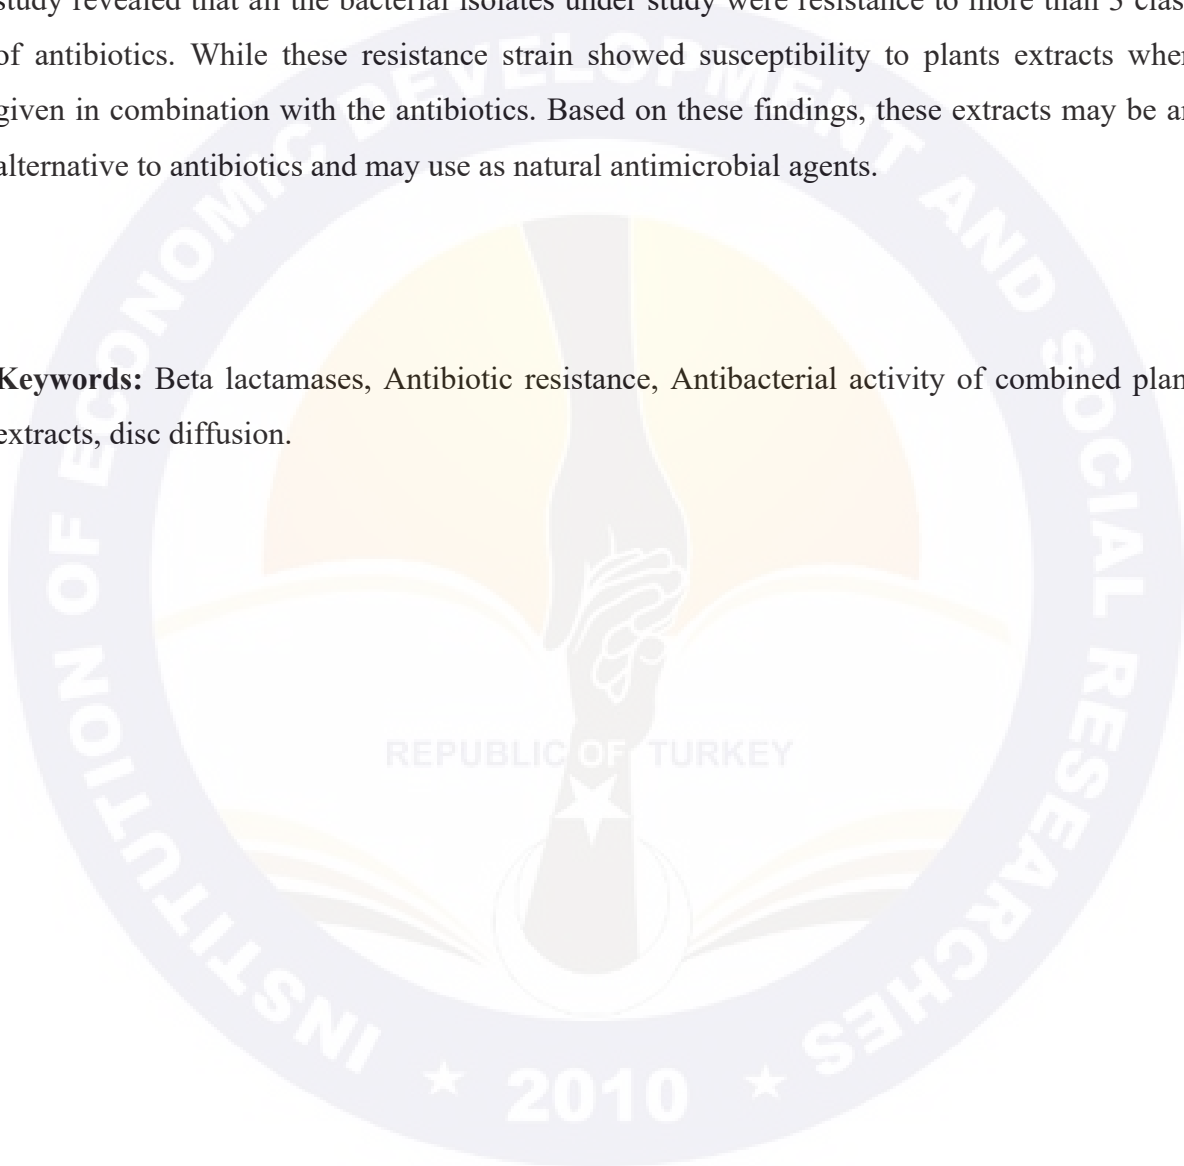 study revealed that all the bacterial isolates under study were resistance to more than clas
of antibiotics. While these resistance strain showed susceptibility to plants extracts when
given in combination with the antibiotics. Based on these findings, these extracts may be an
alternative to antibiotics and may use as natural antimicrobial agents.
Keywords: Beta lactamases, Antibiotic resistance, Antibacterial activity of combined plan
extracts, disc diffusion.
INSTITUTION OF ECONOMIC DEVELOPMENT AND SOCIAL RESEARCHES
REPUBLIC OF TURKEY
★ 2010 ★